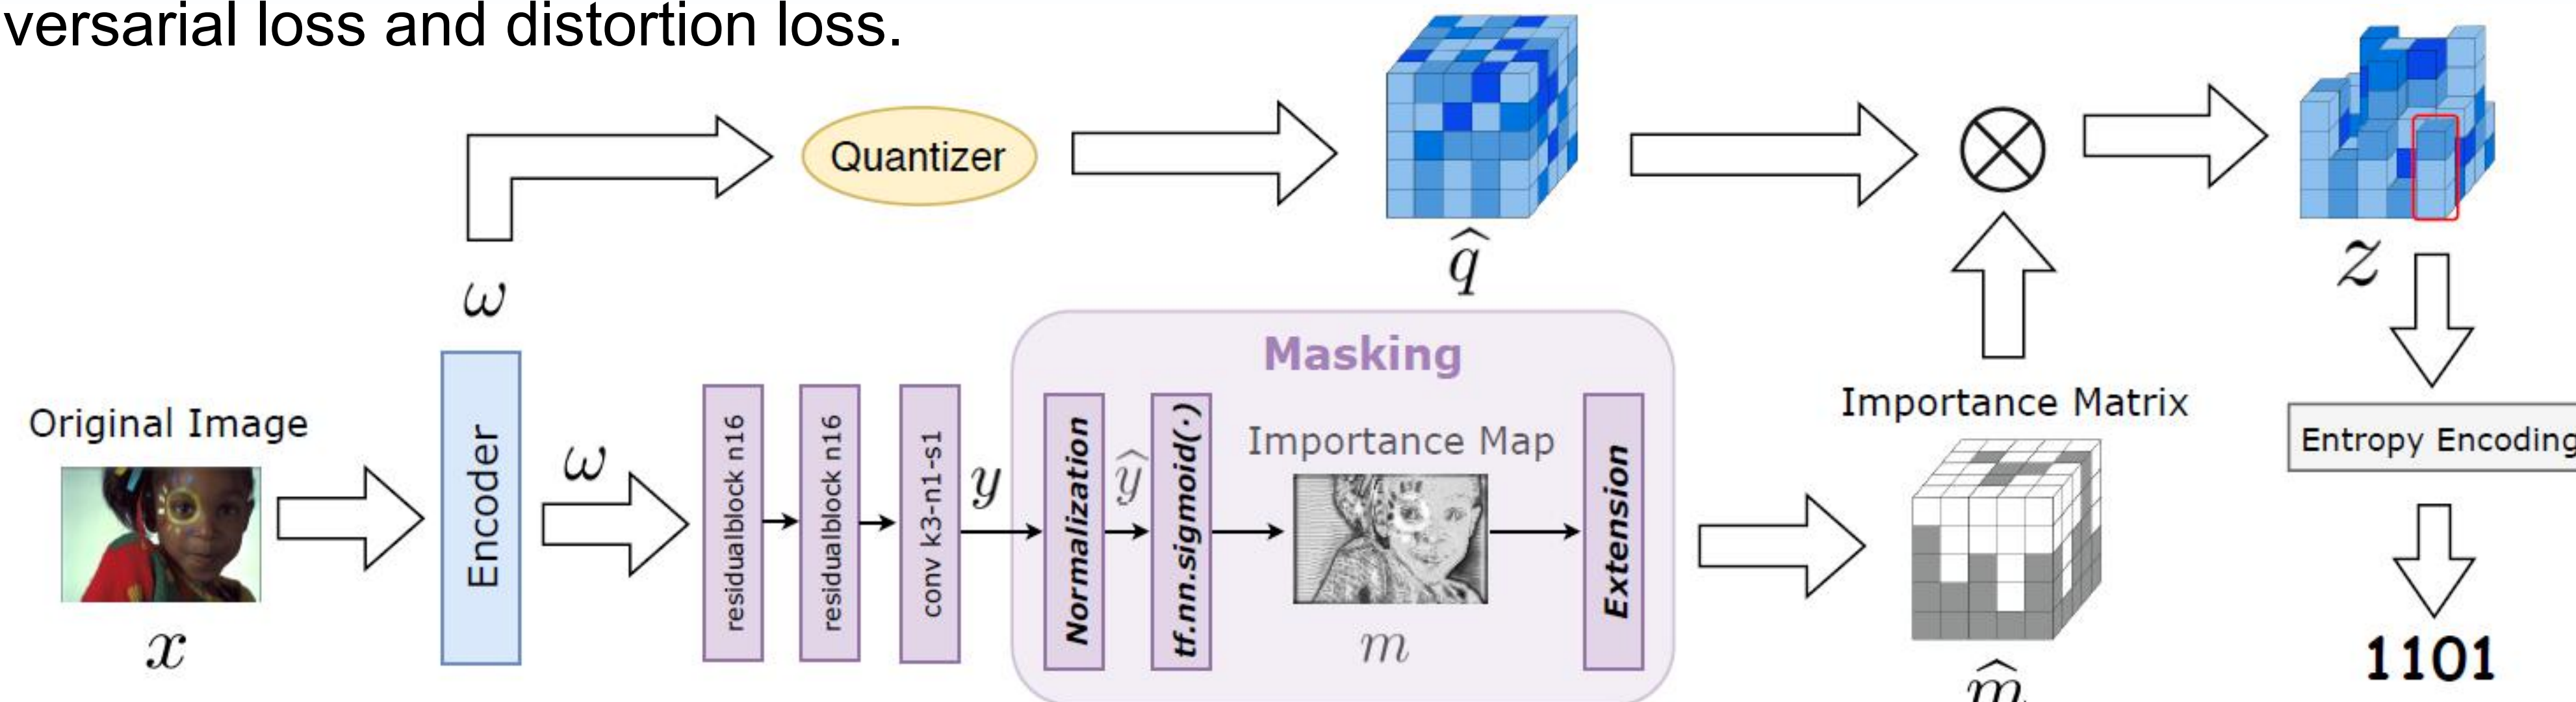 versarial loss and distortion loss.
Quantizer
q̂
z
ω
Masking
Original Image
x
Encoder
ω
residualblock n16
residualblock n16
conv k3-n1-s1
y
Normalization
ŷ
tf.nn.sigmoid(·)
Importance Map
m
Extension
Importance Matrix
m̂
Entropy Encoding
1101